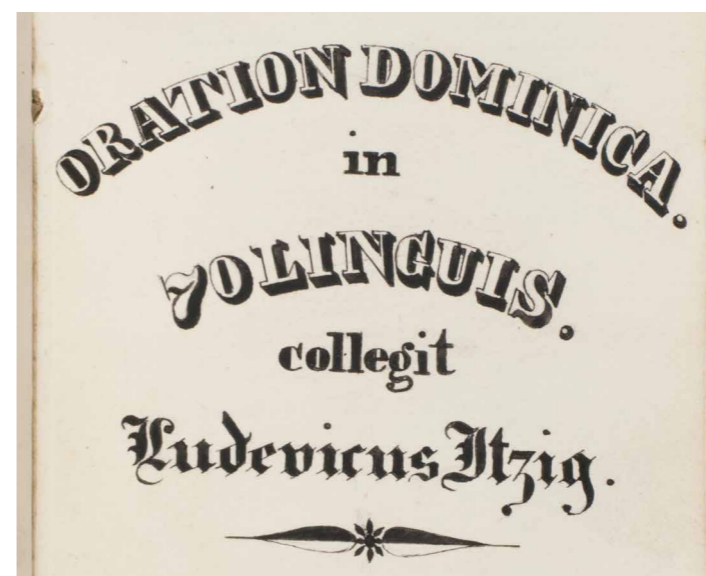 ORATION DOMINICA.
in
70 LINGUIS.
collegit
Ludevicus Itzig.